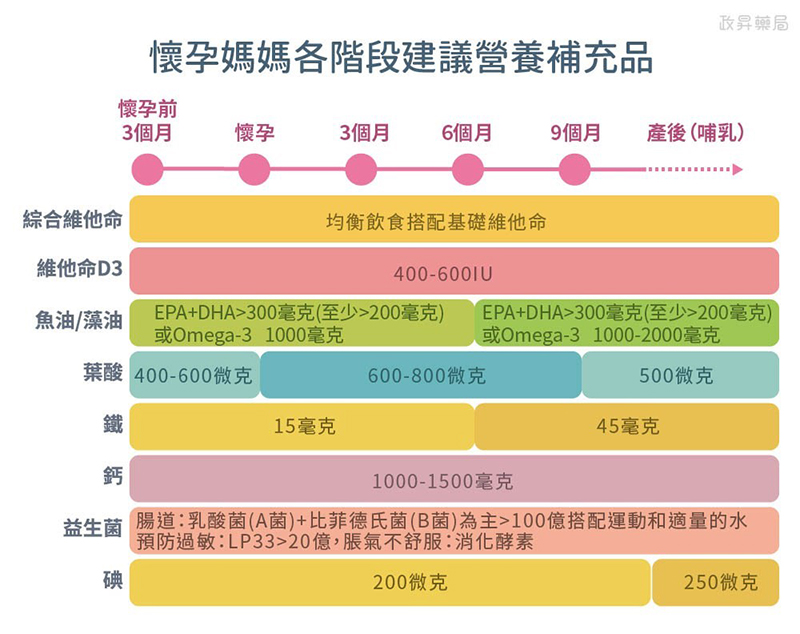 政昇藥局
懷孕媽媽各階段建議營養補充品
懷孕前
3個月
懷孕
3個月
6個月
9個月
產後(哺乳)
綜合維他命
均衡飲食搭配基礎維他命
維他命D3
400-600IU
魚油/藻油
EPA+DHA>300毫克(至少>200毫克)
或Omega-3 1000毫克
EPA+DHA>300毫克(至少>200毫克)
或Omega-3 1000-2000毫克
葉酸
400-600微克
600-800微克
500微克
鐵
15毫克
45毫克
鈣
1000-1500毫克
益生菌
腸道:乳酸菌(A菌)+比菲德氏菌(B菌)為主>100億搭配運動和適量的水
預防過敏:LP33>20億,脹氣不舒服:消化酵素
碘
200微克
250微克